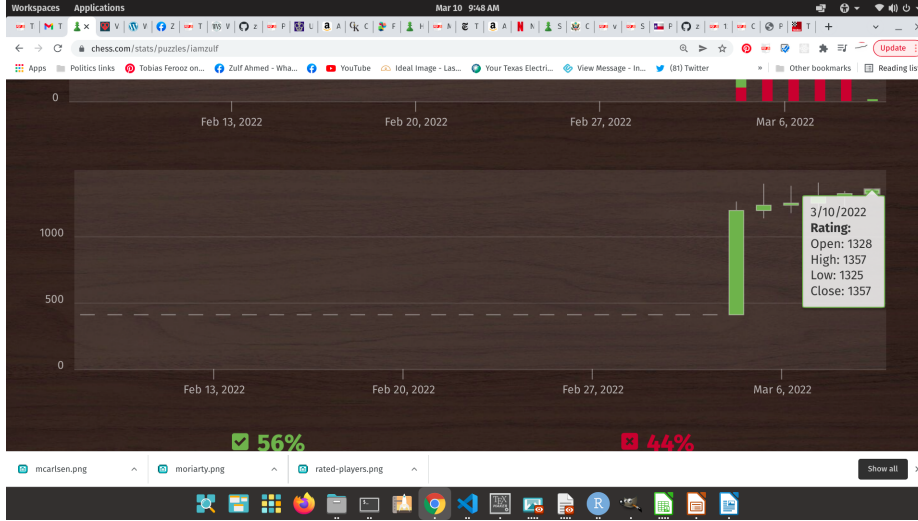 Workspaces Applications Mar 10 9:48 AM
chess.com/stats/puzzles/iamzulf Update
Apps Politics links Tobias Ferooz on... Zulf Ahmed - Wha... YouTube Ideal Image - Las... Your Texas Electri... View Message - In... (81) Twitter » Other bookmarks Reading lis
0
Feb 13, 2022 Feb 20, 2022 Feb 27, 2022 Mar 6, 2022
3/10/2022
Rating:
Open: 1328
High: 1357
Low: 1325
Close: 1357
1000
500
0
Feb 13, 2022 Feb 20, 2022 Feb 27, 2022 Mar 6, 2022
56% 44%
mcarlsen.png moriarty.png rated-players.png Show all